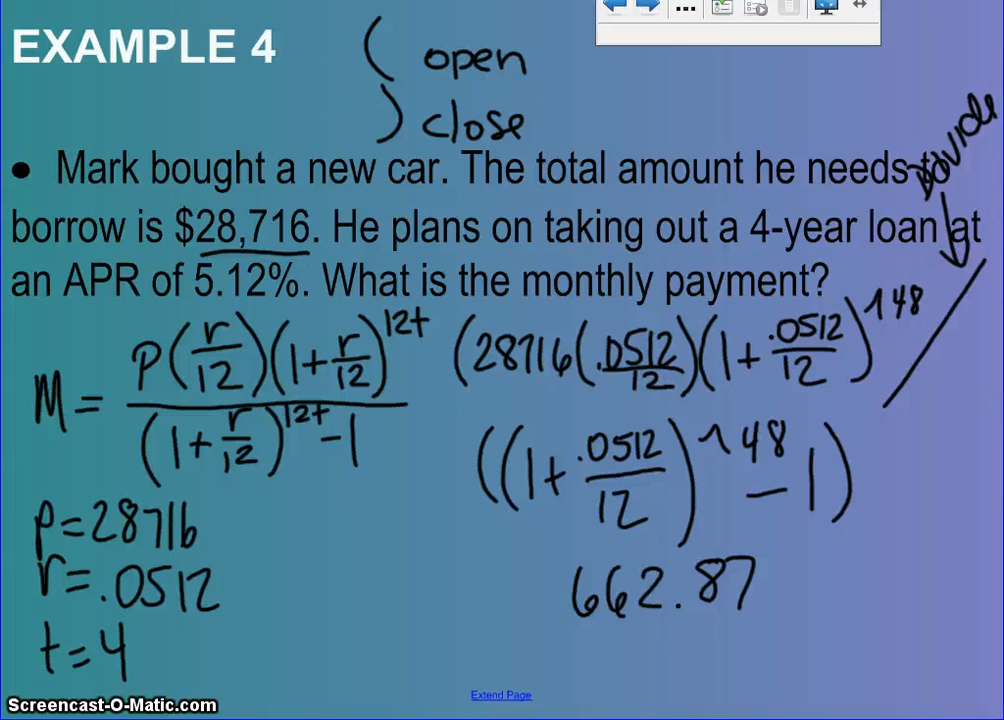 EXAMPLE 4
( open
) close
divide
• Mark bought a new car. The total amount he needs to
borrow is $28,716. He plans on taking out a 4-year loan at
an APR of 5.12%. What is the monthly payment?
M = P(r/12)(1+r/12)^12t / (1+r/12)^12t -1
(28716(.0512/12)(1+.0512/12)^48 /
((1+.0512/12)^48 -1)
P=28716
r=.0512
t=4
662.87
Extend Page
Screencast-O-Matic.com